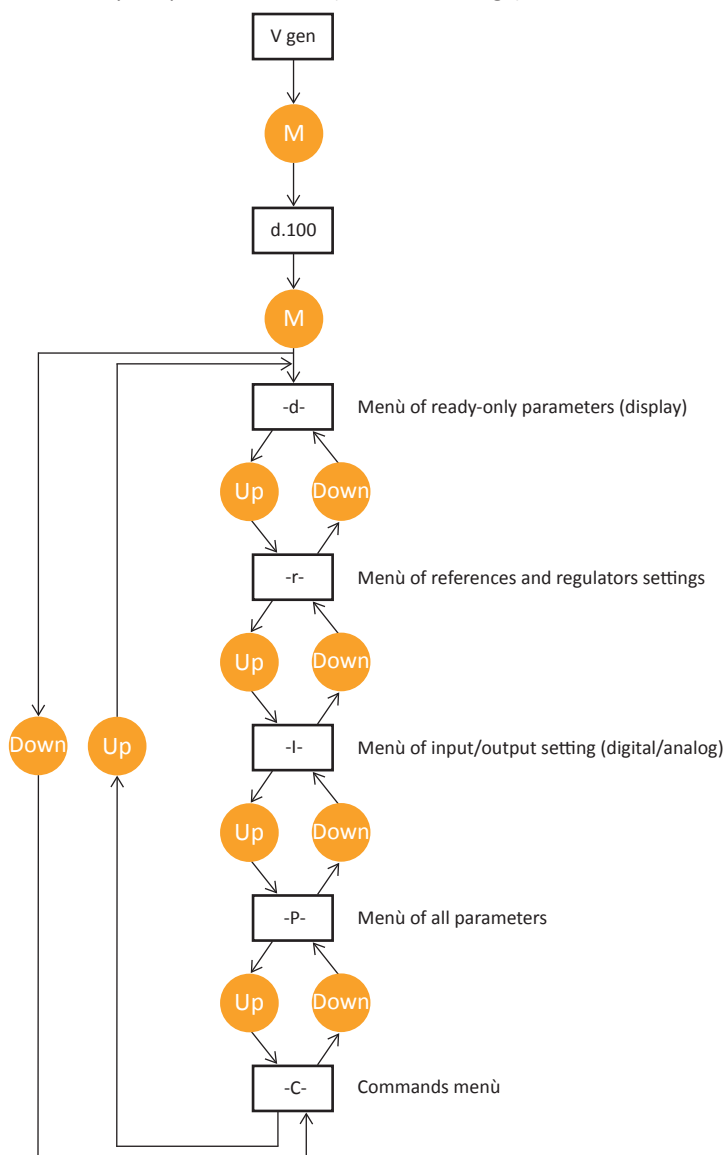 V gen
M
d.100
M
-d- Menù of ready-only parameters (display)
Up Down
-r- Menù of references and regulators settings
Up Down
Down Up -I- Menù of input/output setting (digital/analog)
Up Down
-P- Menù of all parameters
Up Down
-C- Commands menù